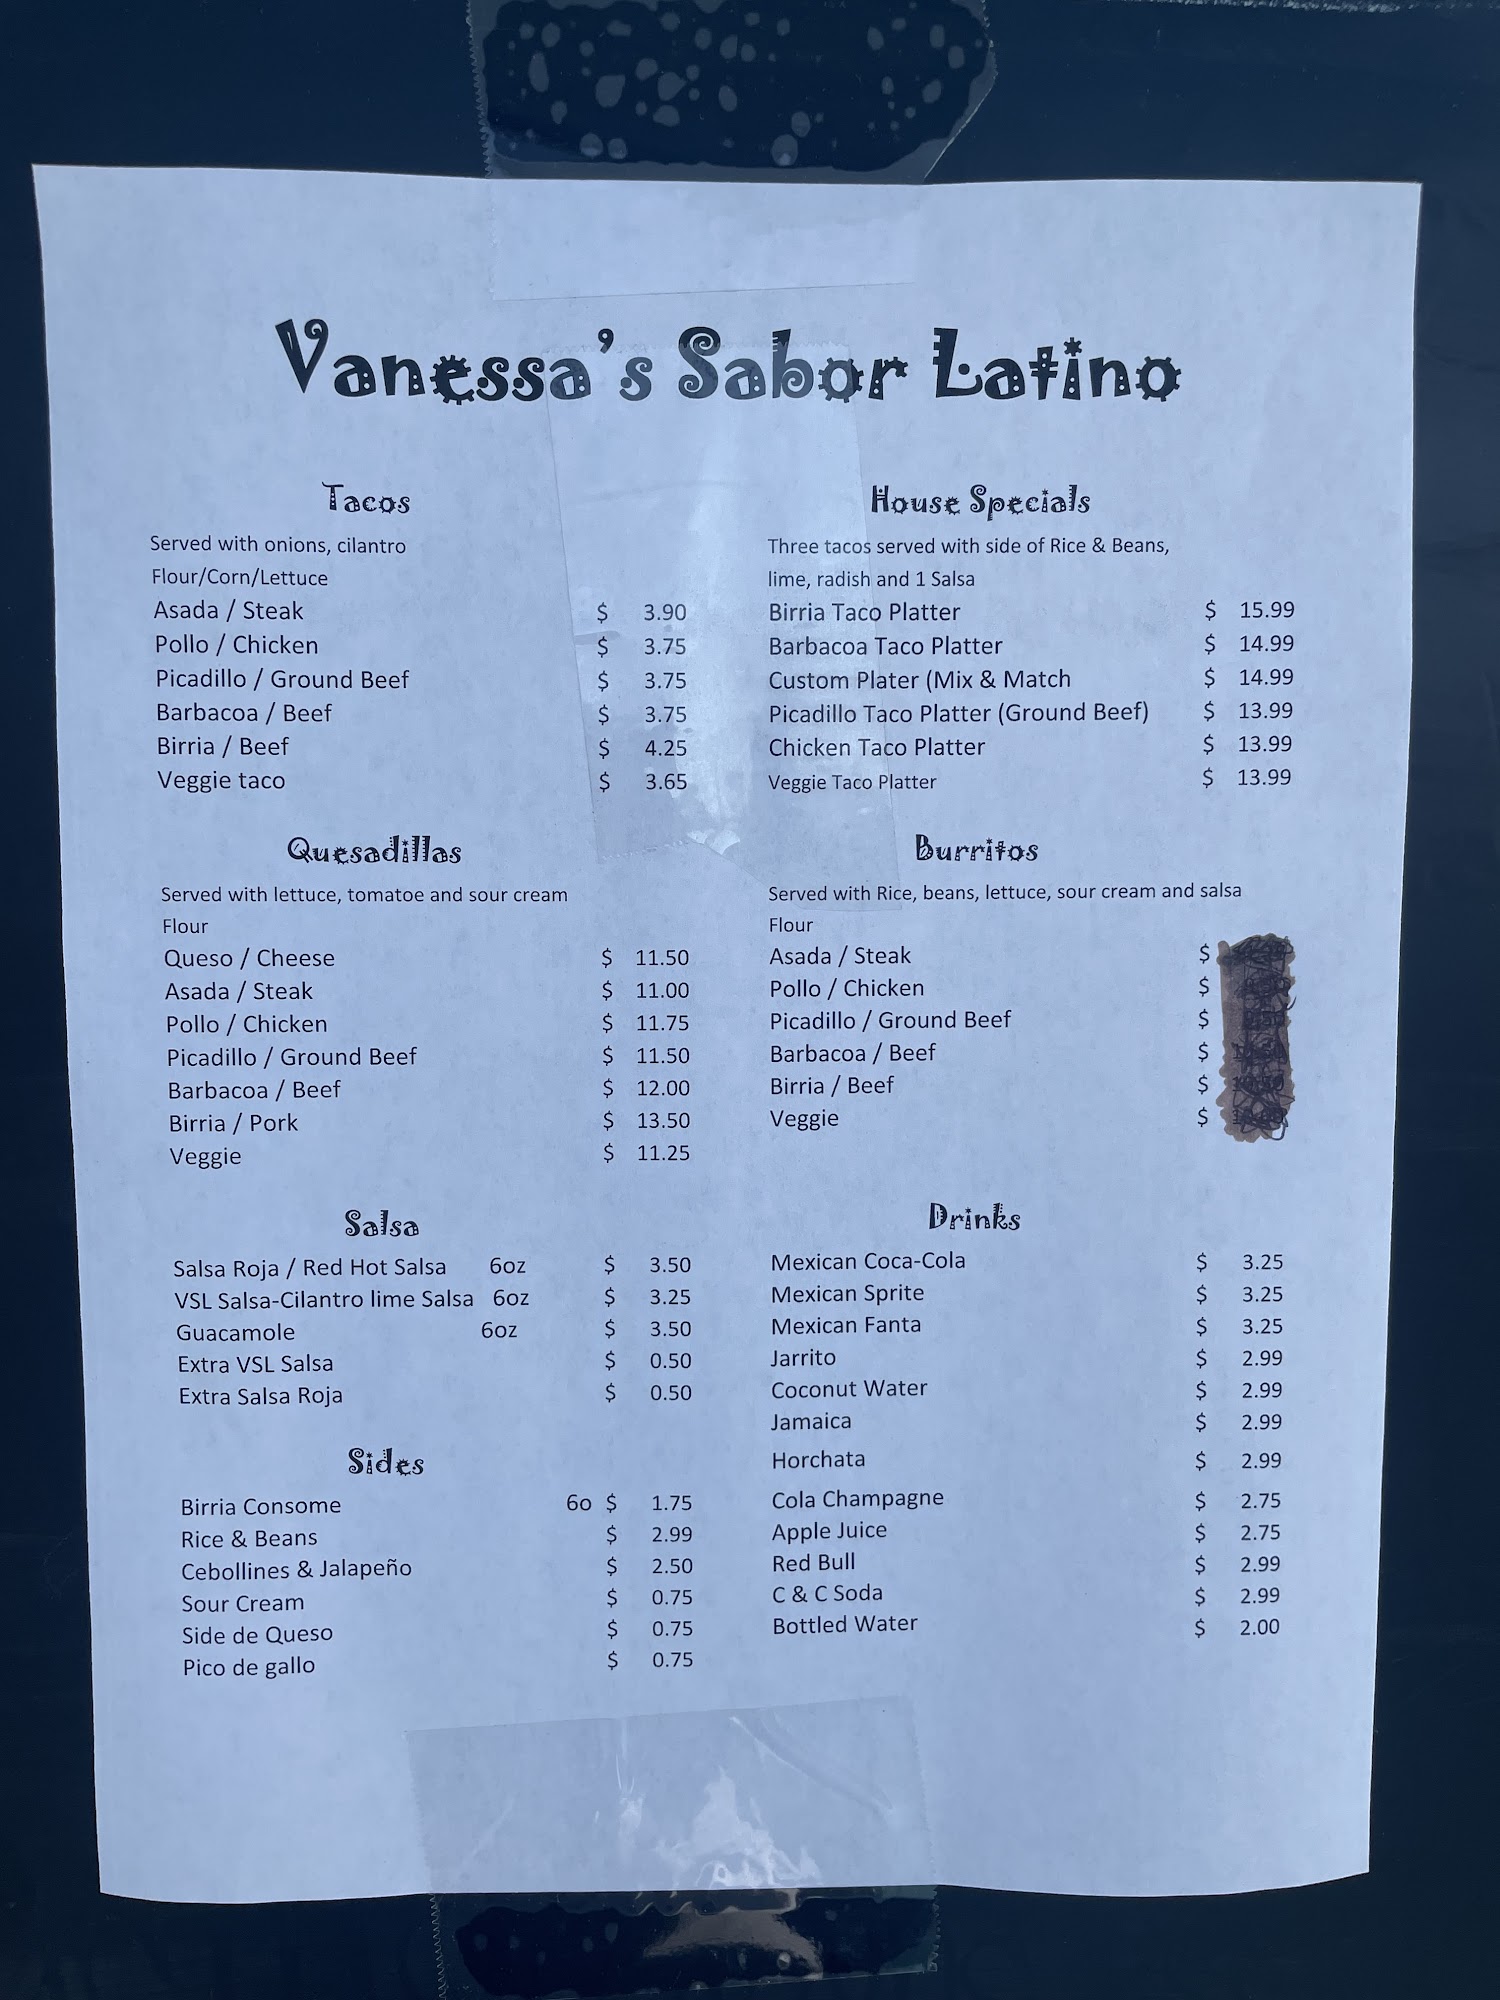 Vanessa's Sabor Latino
Tacos
Served with onions, cilantro
Flour/Corn/Lettuce
Asada / Steak $ 3.90
Pollo / Chicken $ 3.75
Picadillo / Ground Beef $ 3.75
Barbacoa / Beef $ 3.75
Birria / Beef $ 4.25
Veggie taco $ 3.65
Quesadillas
Served with lettuce, tomatoe and sour cream
Flour
Queso / Cheese $ 11.50
Asada / Steak $ 11.00
Pollo / Chicken $ 11.75
Picadillo / Ground Beef $ 11.50
Barbacoa / Beef $ 12.00
Birria / Pork $ 13.50
Veggie $ 11.25
Salsa
Salsa Roja / Red Hot Salsa 6oz $ 3.50
VSL Salsa-Cilantro lime Salsa 6oz $ 3.25
Guacamole 6oz $ 3.50
Extra VSL Salsa $ 0.50
Extra Salsa Roja $ 0.50
Sides
Birria Consome 6o $ 1.75
Rice & Beans $ 2.99
Cebollines & Jalapeño $ 2.50
Sour Cream $ 0.75
Side de Queso $ 0.75
Pico de gallo $ 0.75
House Specials
Three tacos served with side of Rice & Beans,
lime, radish and 1 Salsa
Birria Taco Platter $ 15.99
Barbacoa Taco Platter $ 14.99
Custom Plater (Mix & Match $ 14.99
Picadillo Taco Platter (Ground Beef) $ 13.99
Chicken Taco Platter $ 13.99
Veggie Taco Platter $ 13.99
Burritos
Served with Rice, beans, lettuce, sour cream and salsa
Flour
Asada / Steak $
Pollo / Chicken $
Picadillo / Ground Beef $
Barbacoa / Beef $
Birria / Beef $
Veggie $
Drinks
Mexican Coca-Cola $ 3.25
Mexican Sprite $ 3.25
Mexican Fanta $ 3.25
Jarrito $ 2.99
Coconut Water $ 2.99
Jamaica $ 2.99
Horchata $ 2.99
Cola Champagne $ 2.75
Apple Juice $ 2.75
Red Bull $ 2.99
C & C Soda $ 2.99
Bottled Water $ 2.00